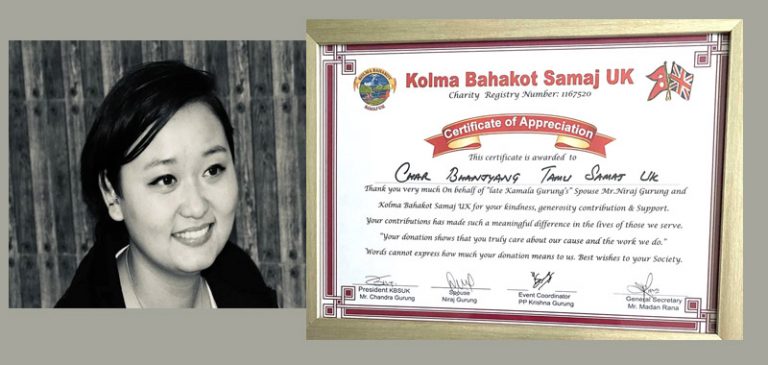 Kolma Bahakot Samaj UK
Charity Registry Number: 1167520
Certificate of Appreciation
This certificate is awarded to
Char Bhanjyang Tamu Samaj UK
Thank you very much On behalf of "late Kamala Gurung's" Spouse Mr.Niraj Gurung and
Kolma Bahakot Samaj UK for your kindness, generosity contribution & Support.
Your contributions has made such a meaningful difference in the lives of those we serve.
"Your donation shows that you truly care about our cause and the work we do."
Words cannot express how much your donation means to us. Best wishes to your Society.
President KBSUK
Mr. Chandra Gurung
Spouse
Niraj Gurung
Event Coordinator
PP Krishna Gurung
General Secretary
Mr. Madan Rana